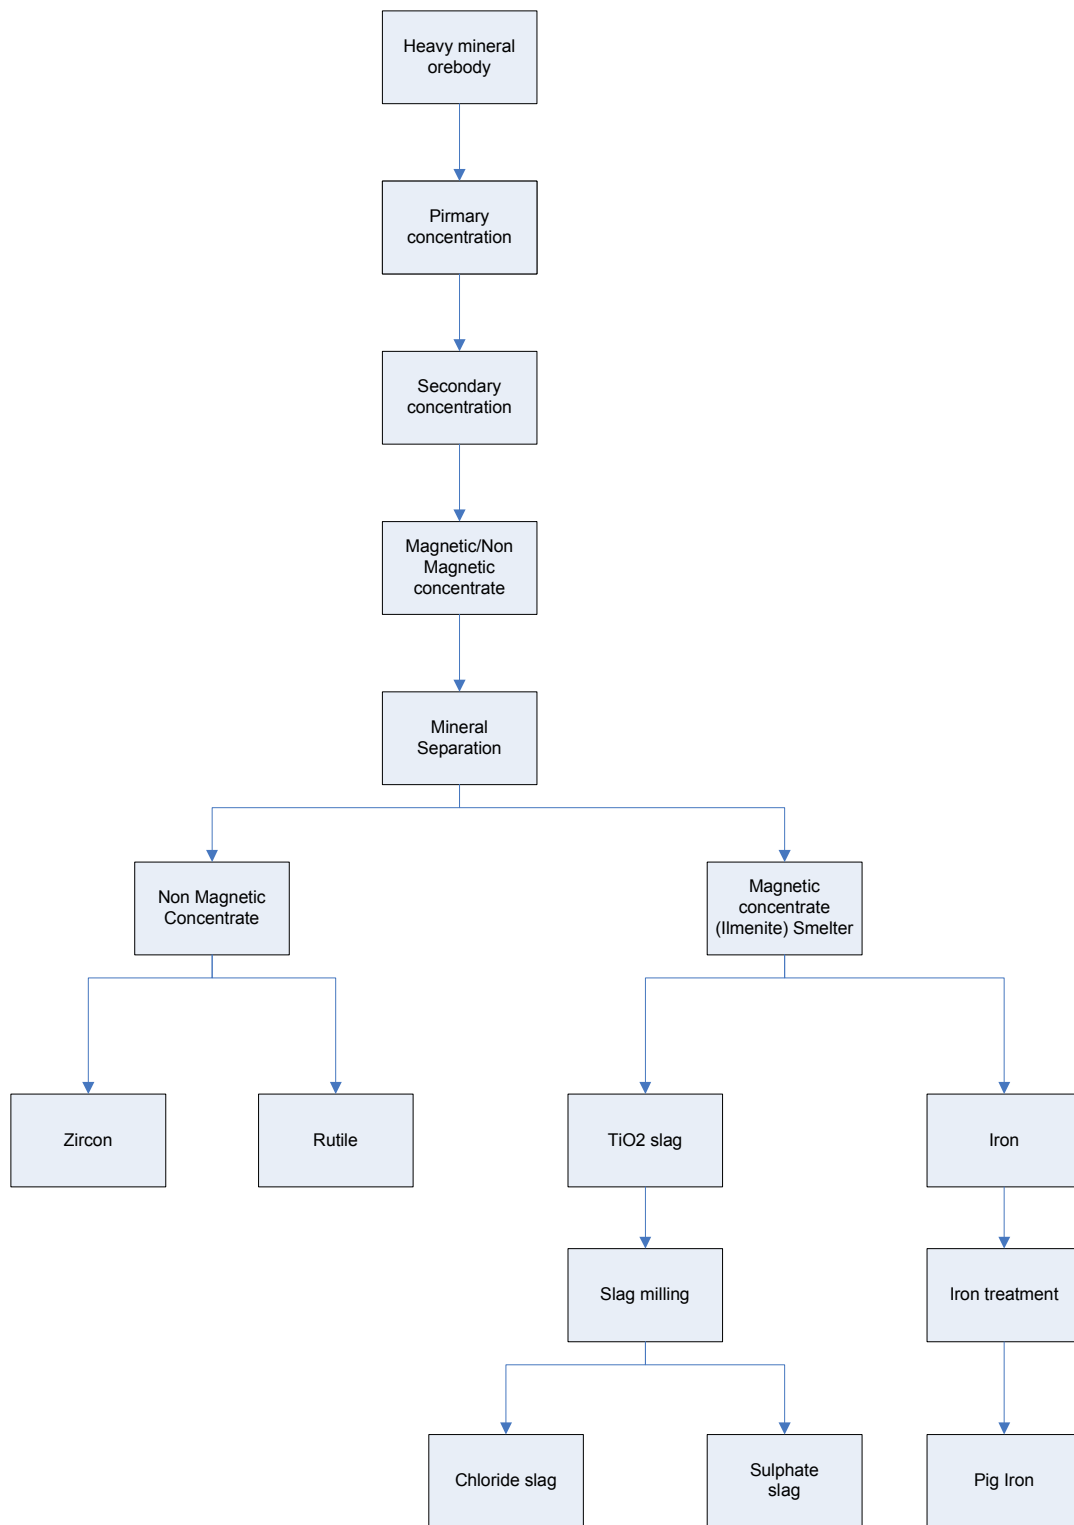 Heavy mineral
orebody
Pirmary
concentration
Secondary
concentration
Magnetic/Non
Magnetic
concentrate
Mineral
Separation
Non Magnetic
Concentrate
Magnetic
concentrate
(Ilmenite) Smelter
Zircon
Rutile
TiO2 slag
Iron
Slag milling
Iron treatment
Chloride slag
Sulphate
slag
Pig Iron